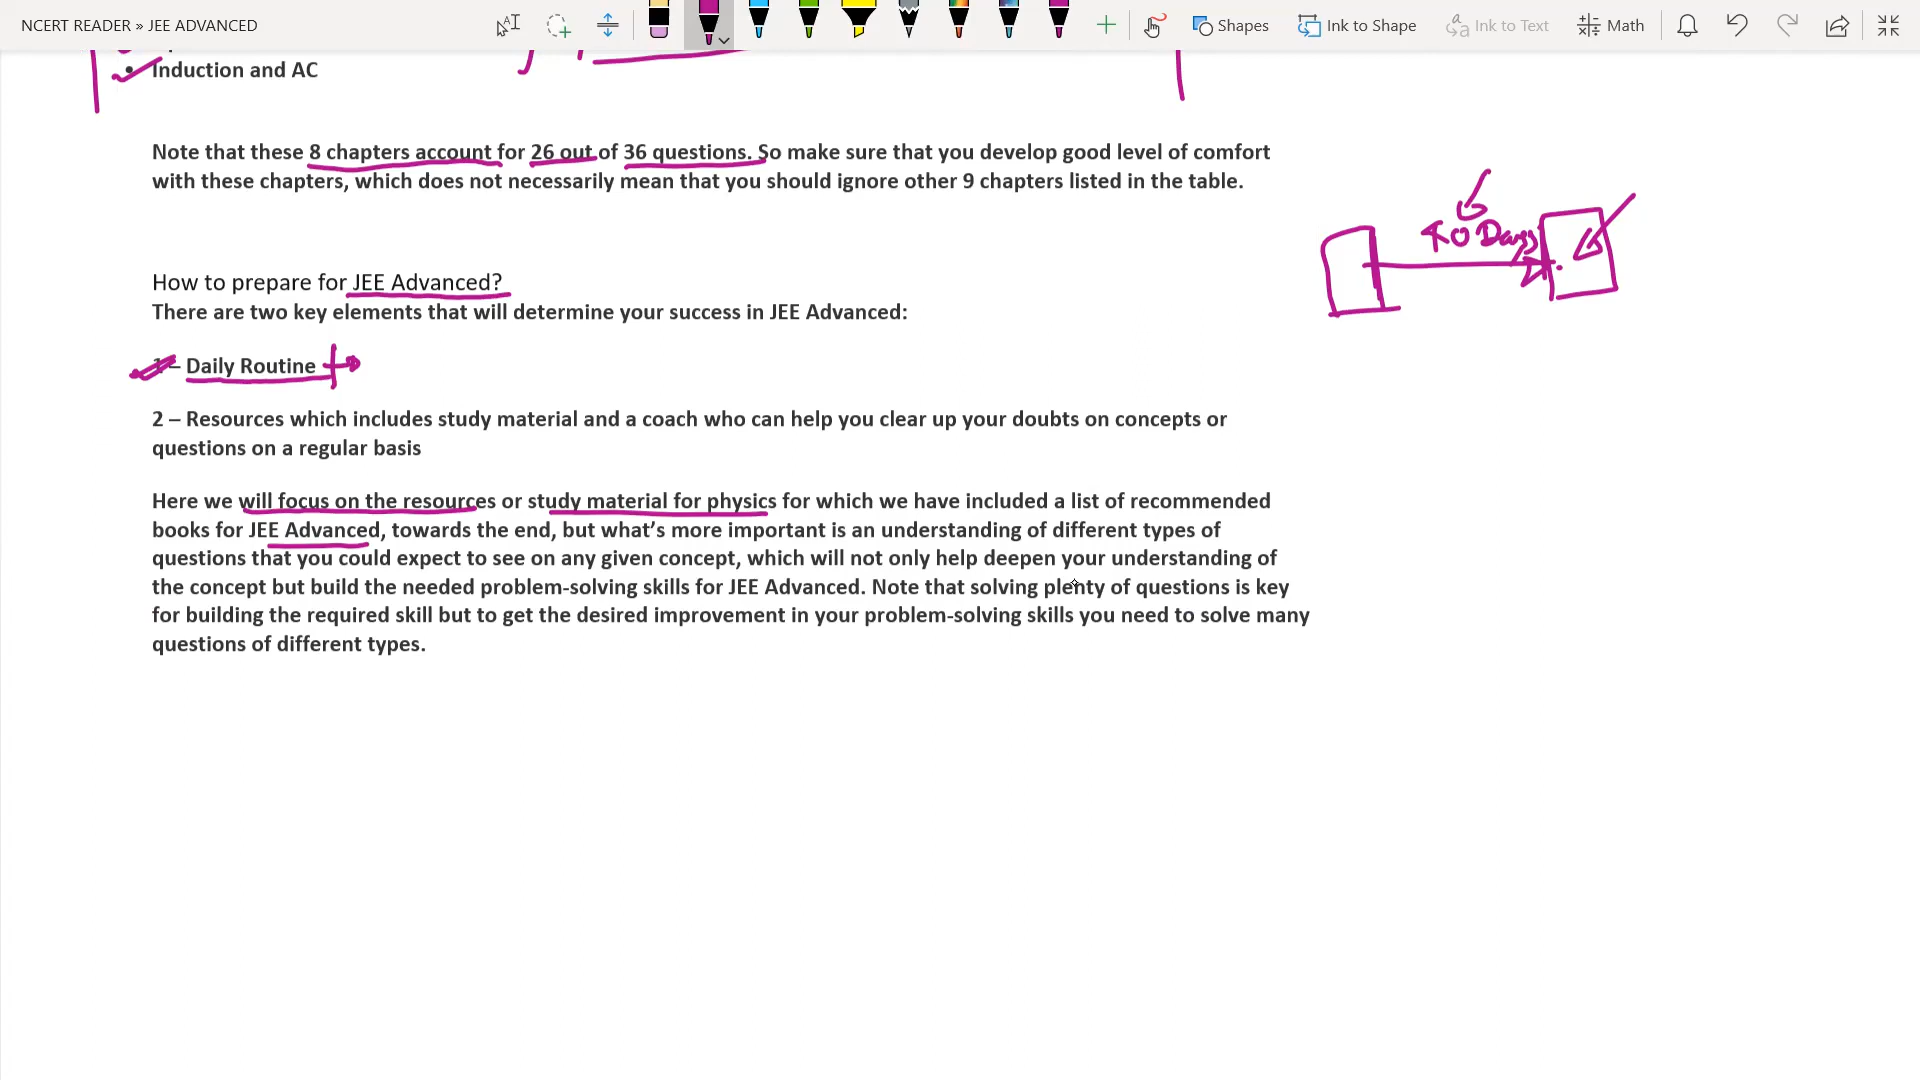 NCERT READER » JEE ADVANCED
Shapes
Ink to Shape
Ink to Text
Math
Induction and AC
Note that these 8 chapters account for 26 out of 36 questions. So make sure that you develop good level of comfort
with these chapters, which does not necessarily mean that you should ignore other 9 chapters listed in the table.
Days
How to prepare for JEE Advanced?
There are two key elements that will determine your success in JEE Advanced:
1 – Daily Routine
2 – Resources which includes study material and a coach who can help you clear up your doubts on concepts or
questions on a regular basis
Here we will focus on the resources or study material for physics for which we have included a list of recommended
books for JEE Advanced, towards the end, but what’s more important is an understanding of different types of
questions that you could expect to see on any given concept, which will not only help deepen your understanding of
the concept but build the needed problem-solving skills for JEE Advanced. Note that solving plenty of questions is key
for building the required skill but to get the desired improvement in your problem-solving skills you need to solve many
questions of different types.